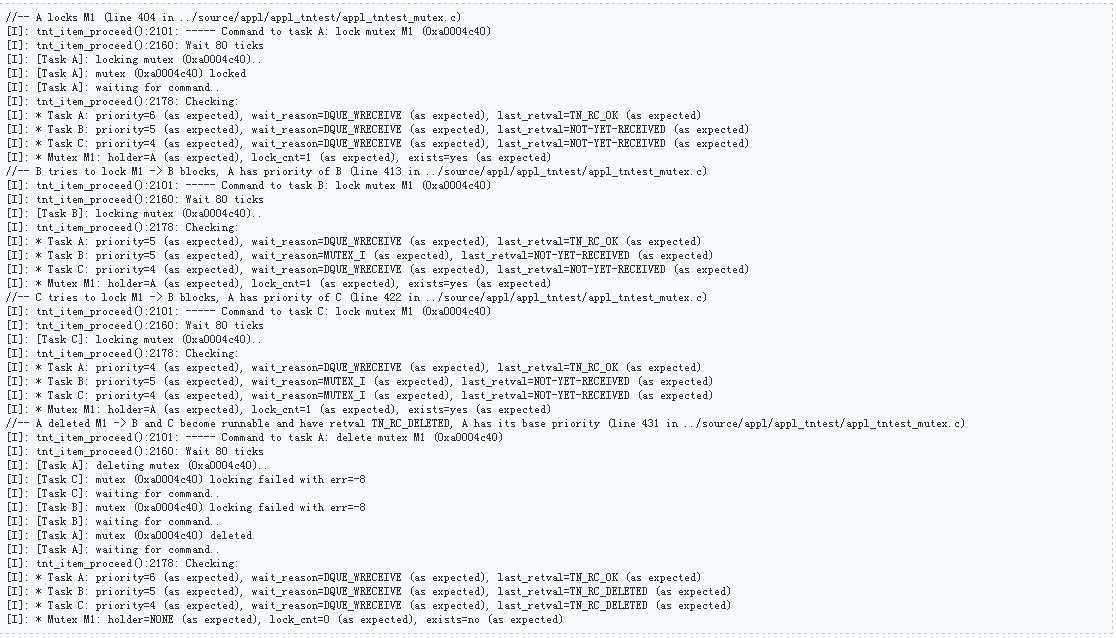 //-- A locks M1 (line 404 in ../source/appl/appl_tntest/appl_tntest_mutex.c)
[I]: tnt_item_proceed():2101: ----- Command to task A: lock mutex M1 (0xa0004c40)
[I]: tnt_item_proceed():2160: Wait 80 ticks
[I]: [Task A]: locking mutex (0xa0004c40)..
[I]: [Task A]: mutex (0xa0004c40) locked
[I]: [Task A]: waiting for command..
[I]: tnt_item_proceed():2178: Checking:
[I]: * Task A: priority=6 (as expected), wait_reason=DQUE_WRECEIVE (as expected), last_retval=TN_RC_OK (as expected)
[I]: * Task B: priority=5 (as expected), wait_reason=DQUE_WRECEIVE (as expected), last_retval=NOT-YET-RECEIVED (as expected)
[I]: * Task C: priority=4 (as expected), wait_reason=DQUE_WRECEIVE (as expected), last_retval=NOT-YET-RECEIVED (as expected)
[I]: * Mutex M1: holder=A (as expected), lock_cnt=1 (as expected), exists=yes (as expected)
//-- B tries to lock M1 -> B blocks, A has priority of B (line 413 in ../source/appl/appl_tntest/appl_tntest_mutex.c)
[I]: tnt_item_proceed():2101: ----- Command to task B: lock mutex M1 (0xa0004c40)
[I]: tnt_item_proceed():2160: Wait 80 ticks
[I]: [Task B]: locking mutex (0xa0004c40)..
[I]: tnt_item_proceed():2178: Checking:
[I]: * Task A: priority=5 (as expected), wait_reason=DQUE_WRECEIVE (as expected), last_retval=TN_RC_OK (as expected)
[I]: * Task B: priority=5 (as expected), wait_reason=MUTEX_I (as expected), last_retval=NOT-YET-RECEIVED (as expected)
[I]: * Task C: priority=4 (as expected), wait_reason=DQUE_WRECEIVE (as expected), last_retval=NOT-YET-RECEIVED (as expected)
[I]: * Mutex M1: holder=A (as expected), lock_cnt=1 (as expected), exists=yes (as expected)
//-- C tries to lock M1 -> B blocks, A has priority of C (line 422 in ../source/appl/appl_tntest/appl_tntest_mutex.c)
[I]: tnt_item_proceed():2101: ----- Command to task C: lock mutex M1 (0xa0004c40)
[I]: tnt_item_proceed():2160: Wait 80 ticks
[I]: [Task C]: locking mutex (0xa0004c40)..
[I]: tnt_item_proceed():2178: Checking:
[I]: * Task A: priority=4 (as expected), wait_reason=DQUE_WRECEIVE (as expected), last_retval=TN_RC_OK (as expected)
[I]: * Task B: priority=5 (as expected), wait_reason=MUTEX_I (as expected), last_retval=NOT-YET-RECEIVED (as expected)
[I]: * Task C: priority=4 (as expected), wait_reason=MUTEX_I (as expected), last_retval=NOT-YET-RECEIVED (as expected)
[I]: * Mutex M1: holder=A (as expected), lock_cnt=1 (as expected), exists=yes (as expected)
//-- A deleted M1 -> B and C become runnable and have retval TN_RC_DELETED, A has its base priority (line 431 in ../source/appl/appl_tntest/appl_tntest_mutex.c)
[I]: tnt_item_proceed():2101: ----- Command to task A: delete mutex M1 (0xa0004c40)
[I]: tnt_item_proceed():2160: Wait 80 ticks
[I]: [Task A]: deleting mutex (0xa0004c40)..
[I]: [Task C]: mutex (0xa0004c40) locking failed with err=-8
[I]: [Task C]: waiting for command..
[I]: [Task B]: mutex (0xa0004c40) locking failed with err=-8
[I]: [Task B]: waiting for command..
[I]: [Task A]: mutex (0xa0004c40) deleted
[I]: [Task A]: waiting for command..
[I]: tnt_item_proceed():2178: Checking:
[I]: * Task A: priority=6 (as expected), wait_reason=DQUE_WRECEIVE (as expected), last_retval=TN_RC_OK (as expected)
[I]: * Task B: priority=5 (as expected), wait_reason=DQUE_WRECEIVE (as expected), last_retval=TN_RC_DELETED (as expected)
[I]: * Task C: priority=4 (as expected), wait_reason=DQUE_WRECEIVE (as expected), last_retval=TN_RC_DELETED (as expected)
[I]: * Mutex M1: holder=NONE (as expected), lock_cnt=0 (as expected), exists=no (as expected)